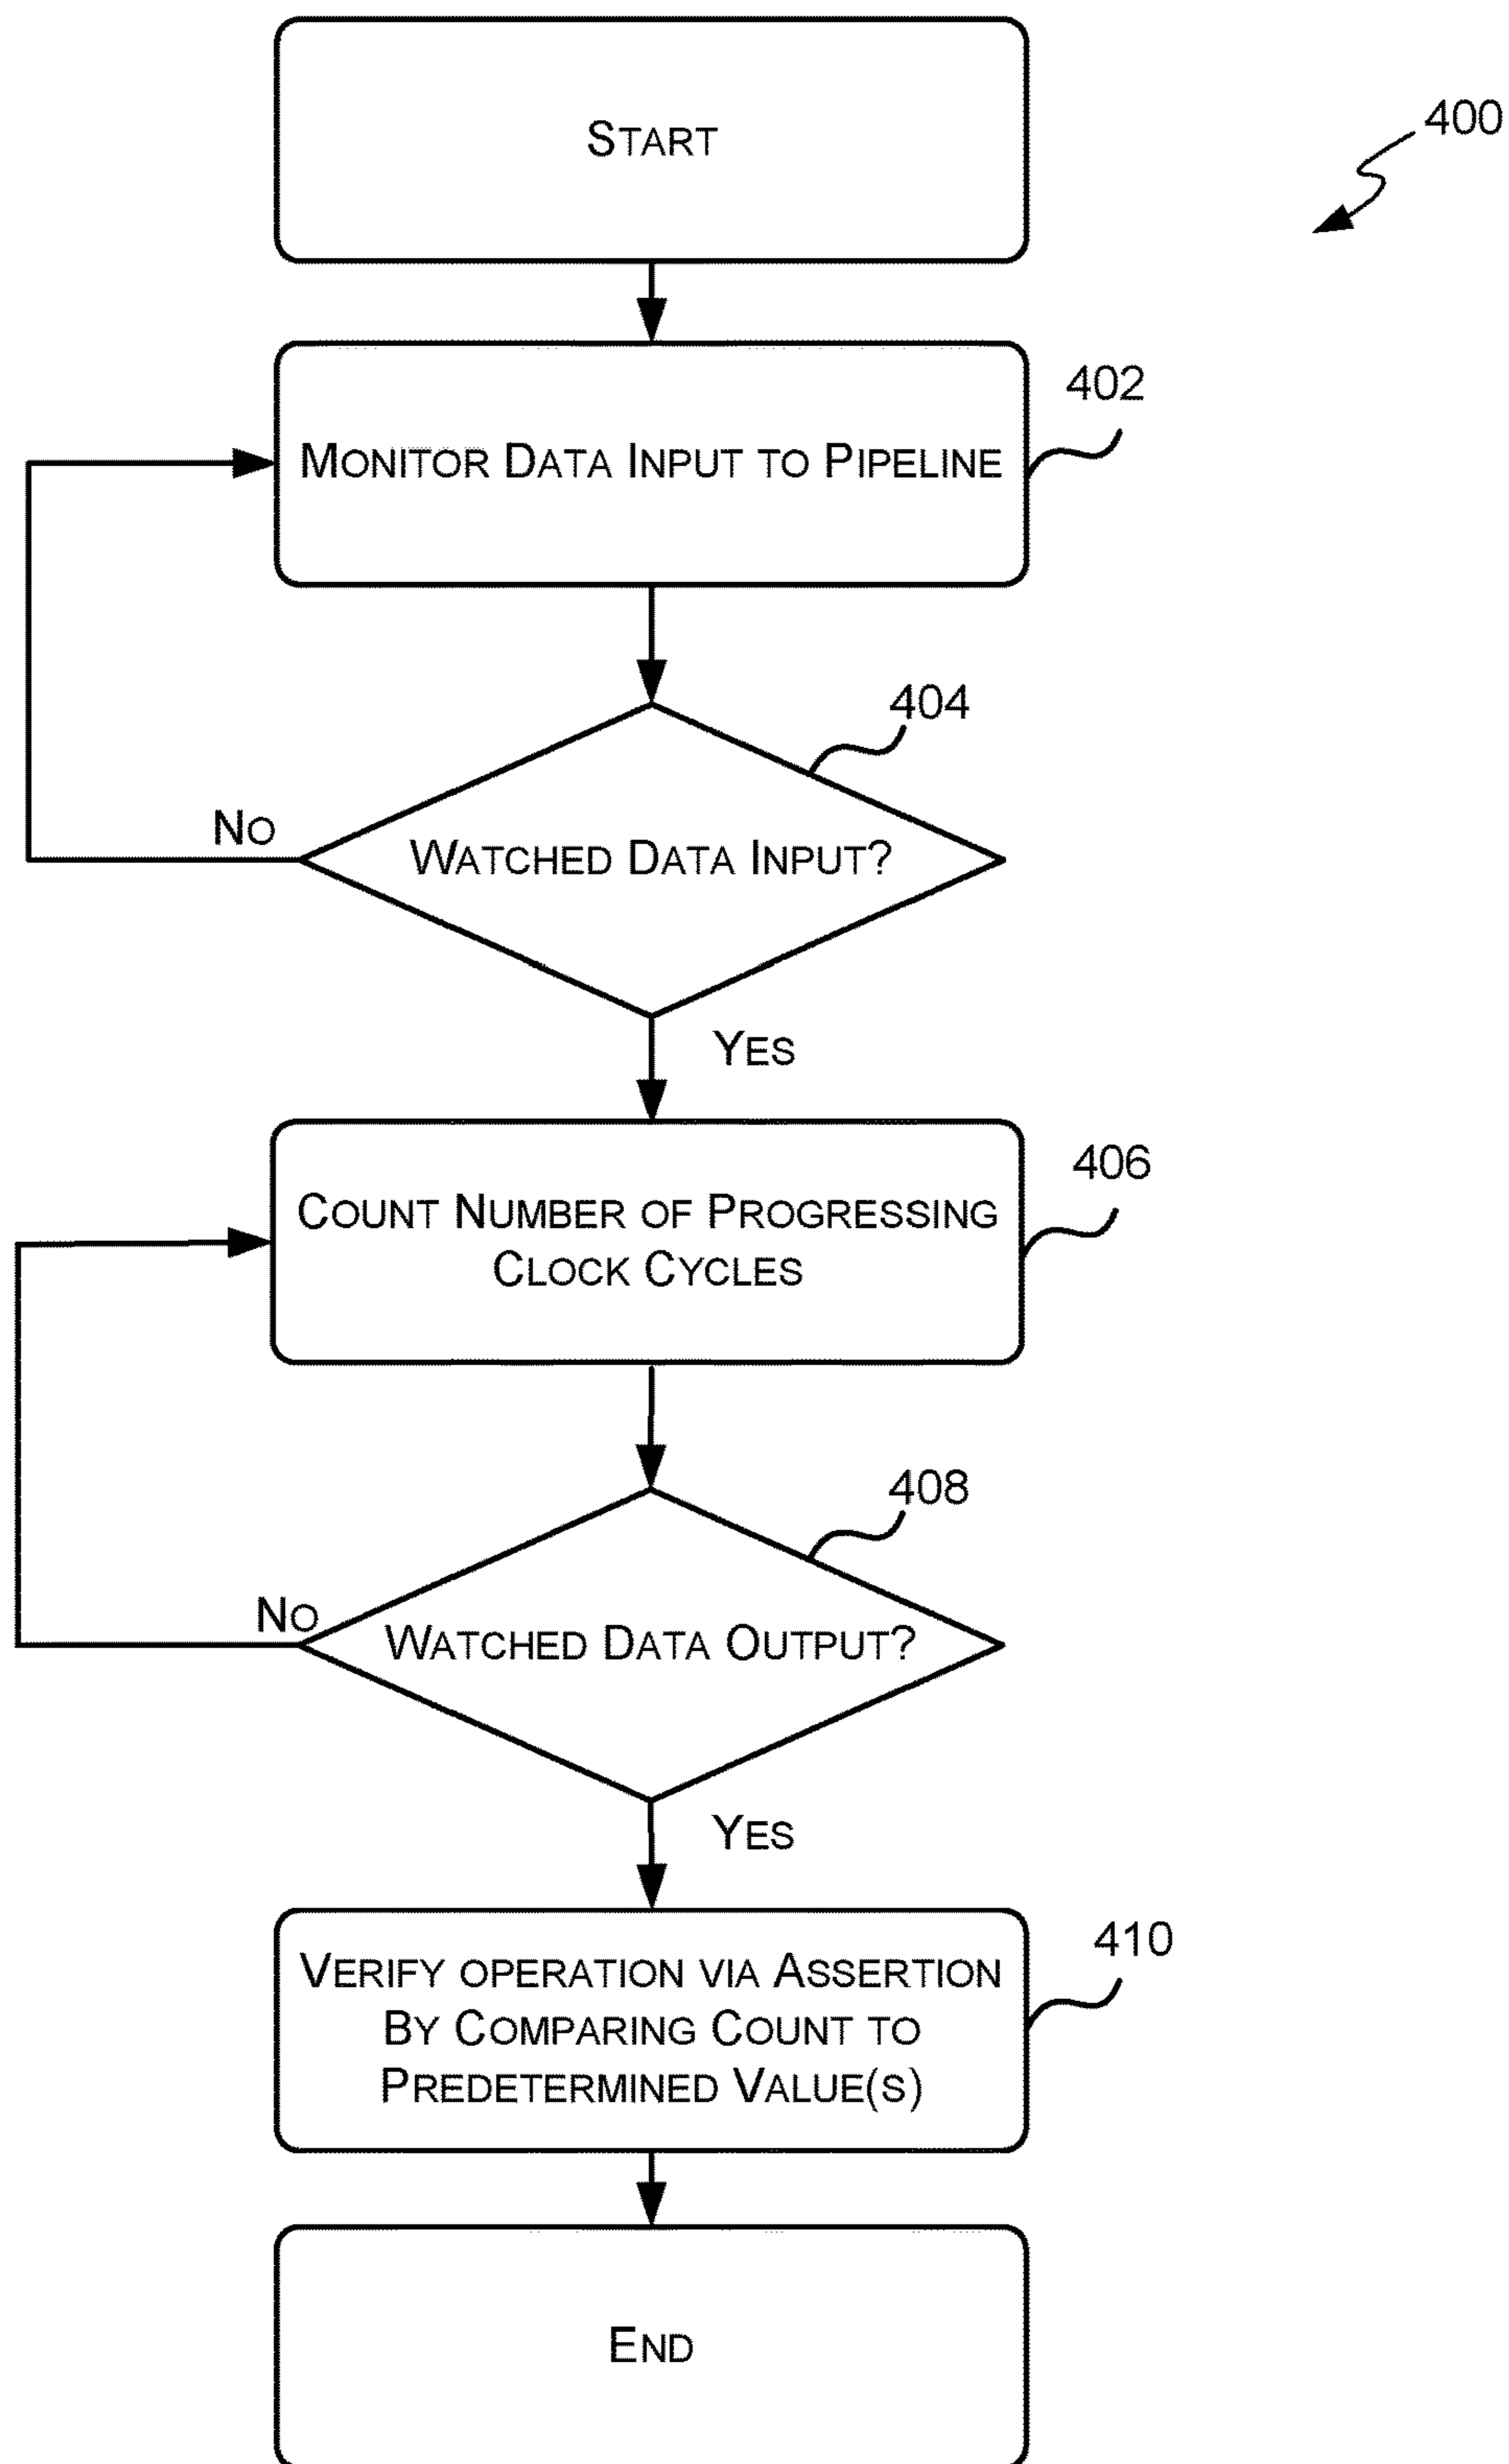 START
400
402
MONITOR DATA INPUT TO PIPELINE
404
NO
WATCHED DATA INPUT?
YES
406
COUNT NUMBER OF PROGRESSING
CLOCK CYCLES
408
NO
WATCHED DATA OUTPUT?
YES
410
VERIFY OPERATION VIA ASSERTION
BY COMPARING COUNT TO
PREDETERMINED VALUE(S)
END